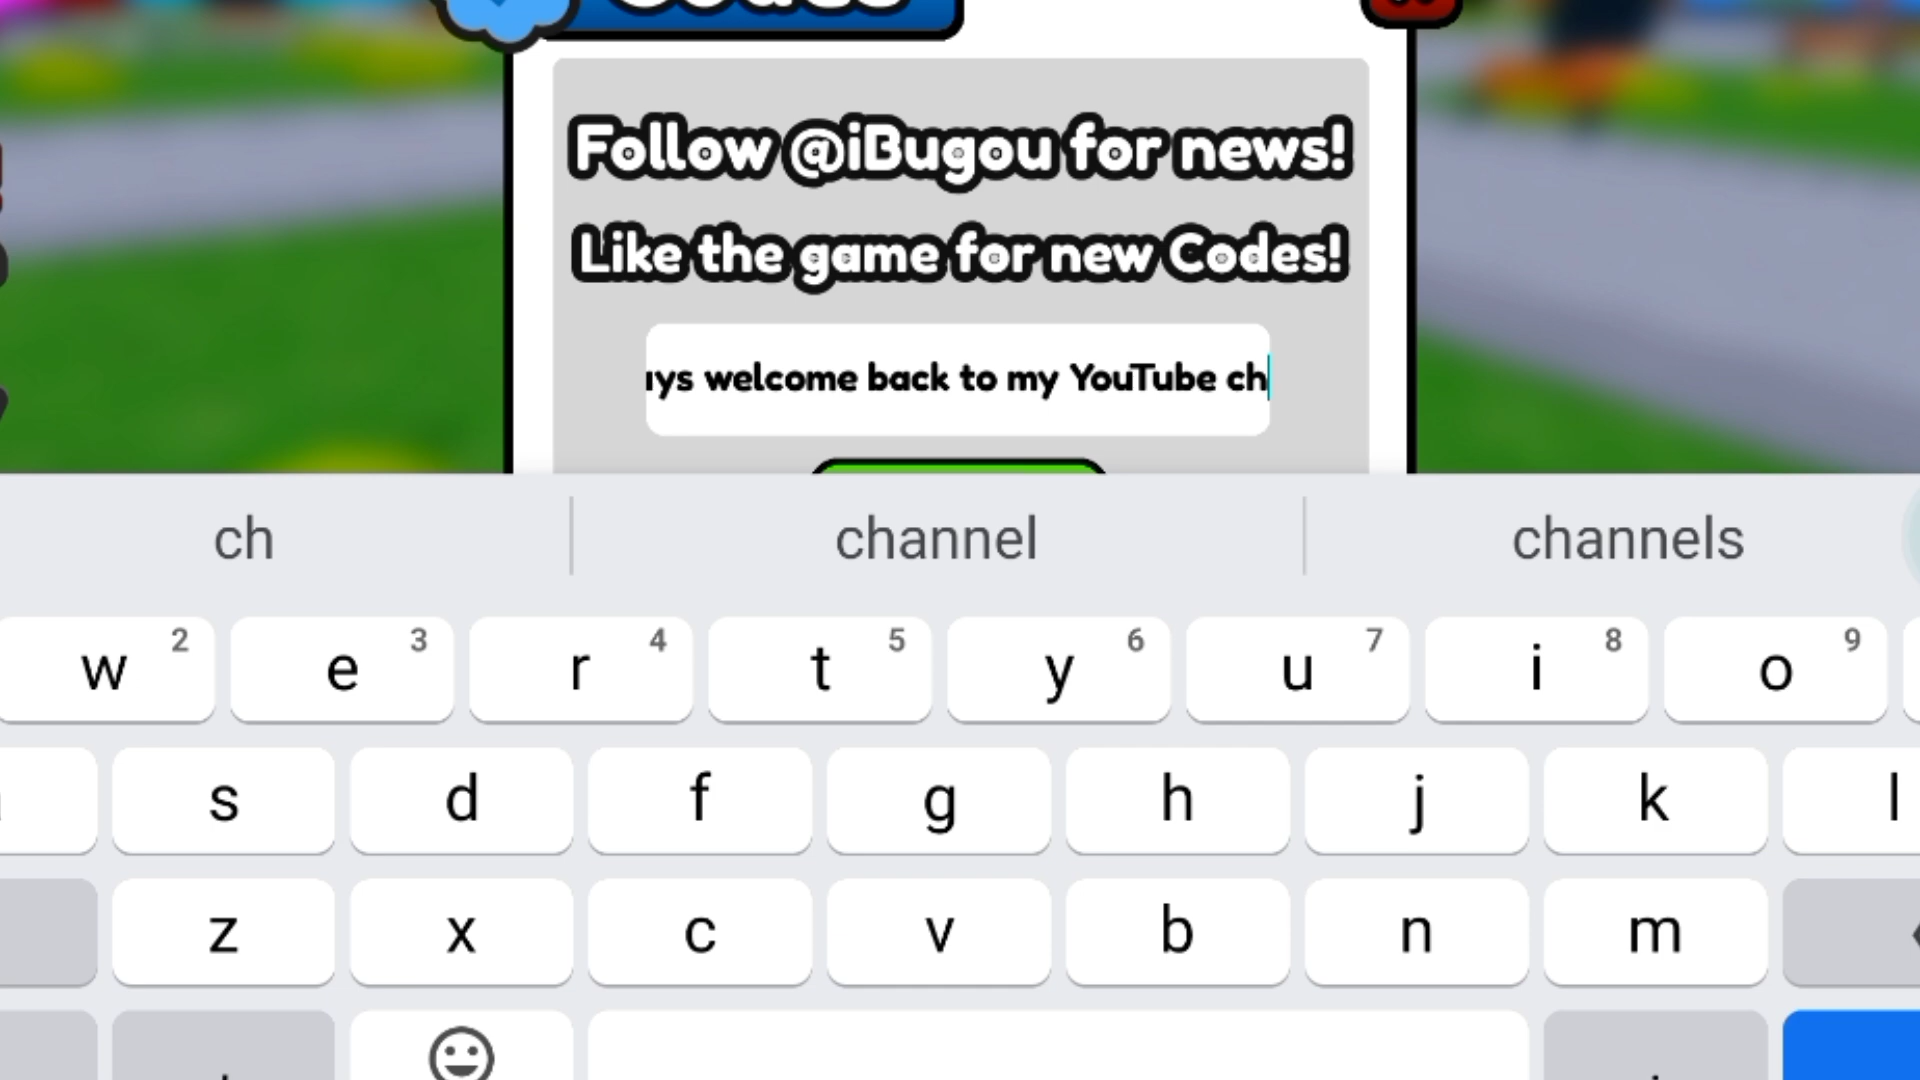 Codes
Follow @iBugou for news!
Like the game for new Codes!
ys welcome back to my YouTube ch
ch channel channels
w 2 e 3 r 4 t 5 y 6 u 7 i 8 o 9
s d f g h j k l
z x c v b n m